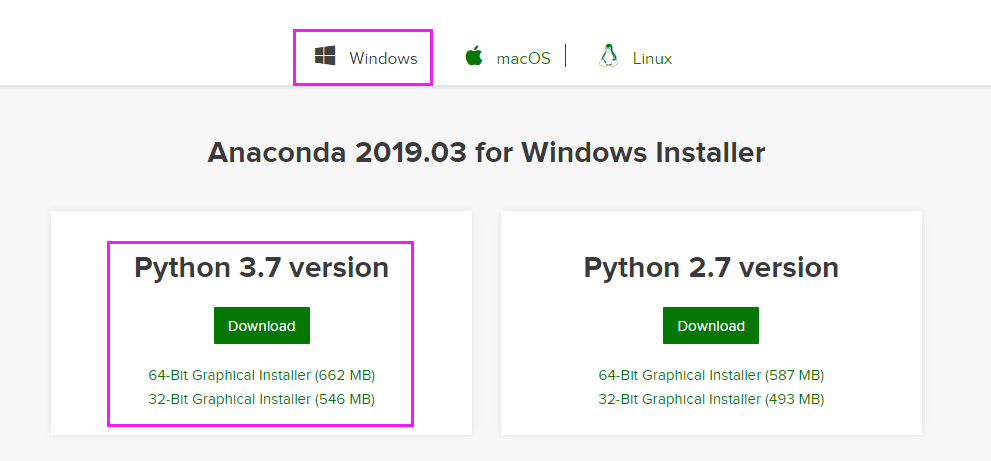 Windows macOS Linux
Anaconda 2019.03 for Windows Installer
Python 3.7 version
Download
64-Bit Graphical Installer (662 MB)
32-Bit Graphical Installer (546 MB)
Python 2.7 version
Download
64-Bit Graphical Installer (587 MB)
32-Bit Graphical Installer (493 MB)